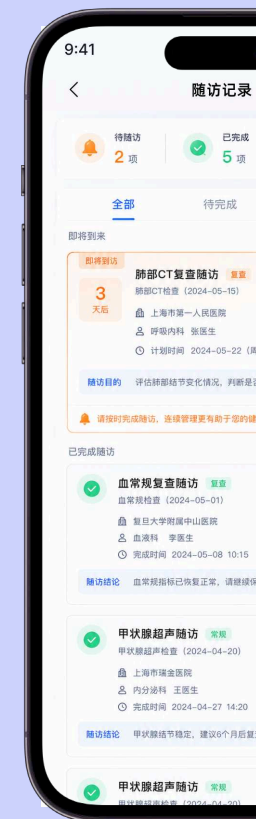 9:41
随访记录
待随访
2 项
已完成
5 项
全部
待完成
即将到来
即将到访
3
天后
肺部CT复查随访 复查
肺部CT检查（2024-05-15）
上海市第一人民医院
呼吸内科 张医生
计划时间 2024-05-22（周
随访目的 评估肺部结节变化情况，判断是否
请按时完成随访，连续管理更有助于您的健
已完成随访
血常规复查随访 复查
血常规检查（2024-05-01）
复旦大学附属中山医院
血液科 李医生
完成时间 2024-05-08 10:15
随访结论 血常规指标已恢复正常，请继续保
甲状腺超声随访 常规
甲状腺超声检查（2024-04-20）
上海市瑞金医院
内分泌科 王医生
完成时间 2024-04-27 14:20
随访结论 甲状腺结节稳定，建议6个月后复
甲状腺超声随访 常规
甲状腺超声检查（2024-04-20）